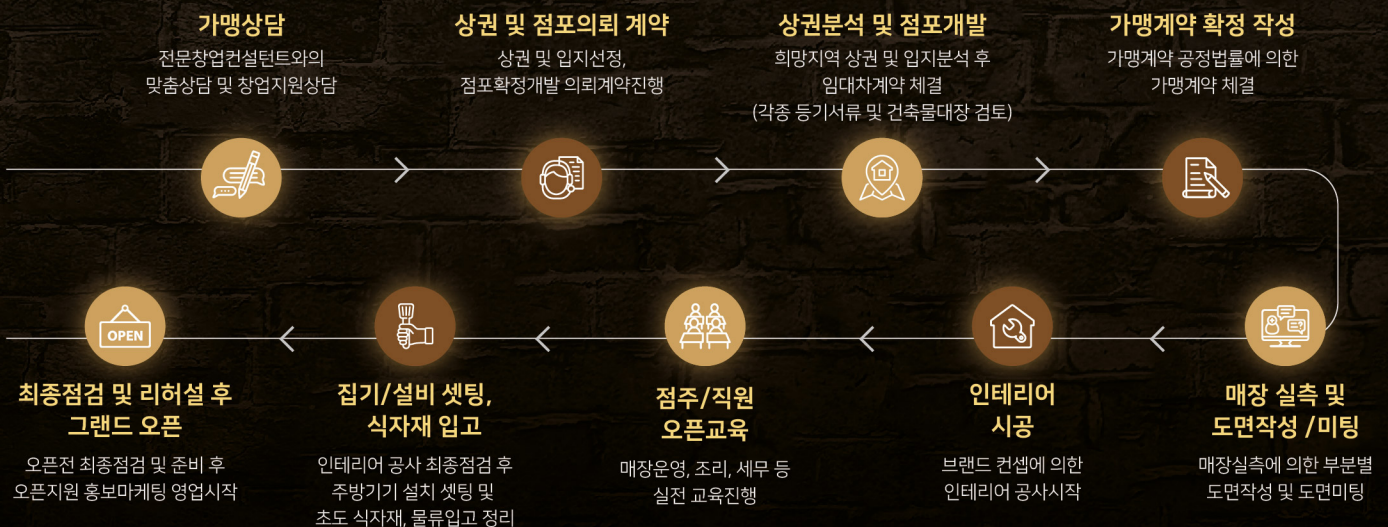 가맹상담
전문창업컨설턴트와의
맞춤상담 및 창업지원상담
상권 및 점포의뢰 계약
상권 및 입지선정,
점포확정개발 의뢰계약진행
상권분석 및 점포개발
희망지역 상권 및 입지분석 후
임대차계약 체결
(각종 등기서류 및 건축물대장 검토)
가맹계약 확정 작성
가맹계약 공정법률에 의한
가맹계약 체결
매장 실측 및
도면작성 /미팅
매장실측에 의한 부분별
도면작성 및 도면미팅
인테리어
시공
브랜드 컨셉에 의한
인테리어 공사시작
점주/직원
오픈교육
매장운영, 조리, 세무 등
실전 교육진행
집기/설비 셋팅,
식자재 입고
인테리어 공사 최종점검 후
주방기기 설치 셋팅 및
초도 식자재, 물류입고 정리
OPEN
최종점검 및 리허설 후
그랜드 오픈
오픈전 최종점검 및 준비 후
오픈지원 홍보마케팅 영업시작